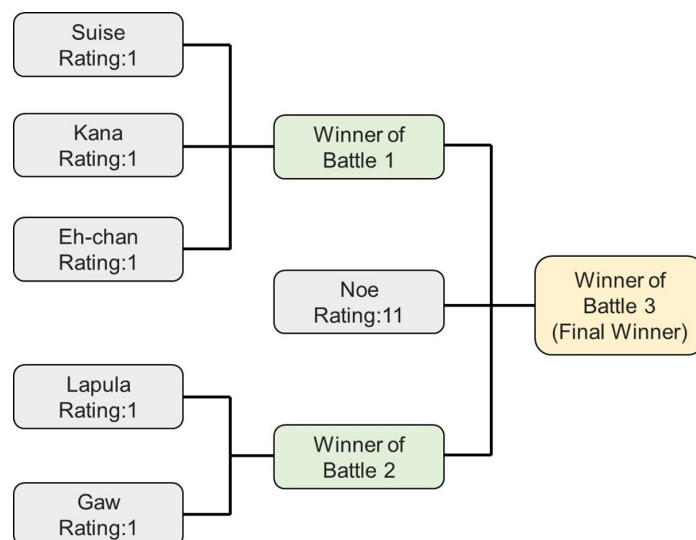 Suise
Rating:1
Kana
Rating:1
Eh-chan
Rating:1
Winner of
Battle 1
Noe
Rating:11
Winner of
Battle 3
(Final Winner)
Lapula
Rating:1
Gaw
Rating:1
Winner of
Battle 2